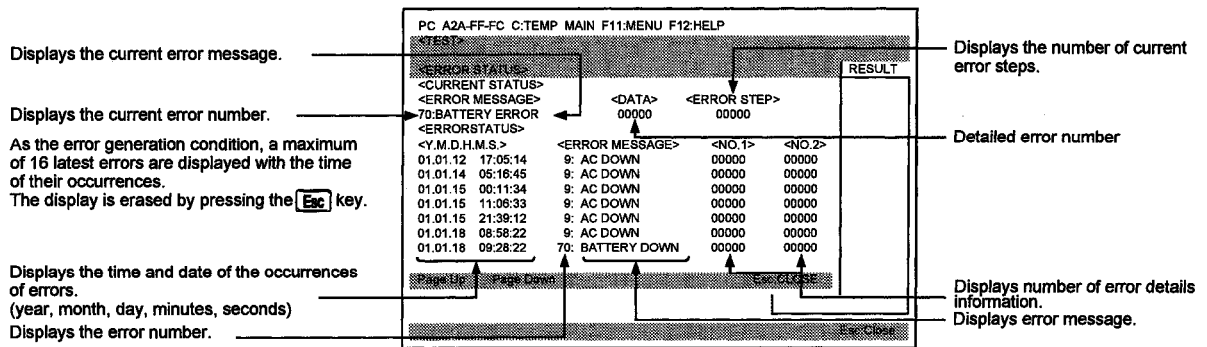 PC A2A-FF-FC C:TEMP MAIN F11:MENU F12:HELP
<TEST>
<ERROR STATUS>
RESULT
<CURRENT STATUS>
<ERROR MESSAGE> <DATA> <ERROR STEP>
70:BATTERY ERROR 00000 00000
<ERRORSTATUS>
<Y.M.D.H.M.S.> <ERROR MESSAGE> <NO.1> <NO.2>
01.01.12 17:05:14 9: AC DOWN 00000 00000
01.01.14 05:16:45 9: AC DOWN 00000 00000
01.01.15 00:11:34 9: AC DOWN 00000 00000
01.01.15 11:06:33 9: AC DOWN 00000 00000
01.01.15 21:39:12 9: AC DOWN 00000 00000
01.01.18 08:58:22 9: AC DOWN 00000 00000
01.01.18 09:28:22 70: BATTERY DOWN 00000 00000
Page Up Page Down Esc:CLOSE
Esc:Close
Displays the current error message.
Displays the current error number.
As the error generation condition, a maximum
of 16 latest errors are displayed with the time
of their occurrences.
The display is erased by pressing the Esc key.
Displays the time and date of the occurrences
of errors.
(year, month, day, minutes, seconds)
Displays the error number.
Displays the number of current
error steps.
Detailed error number
Displays number of error details
information.
Displays error message.